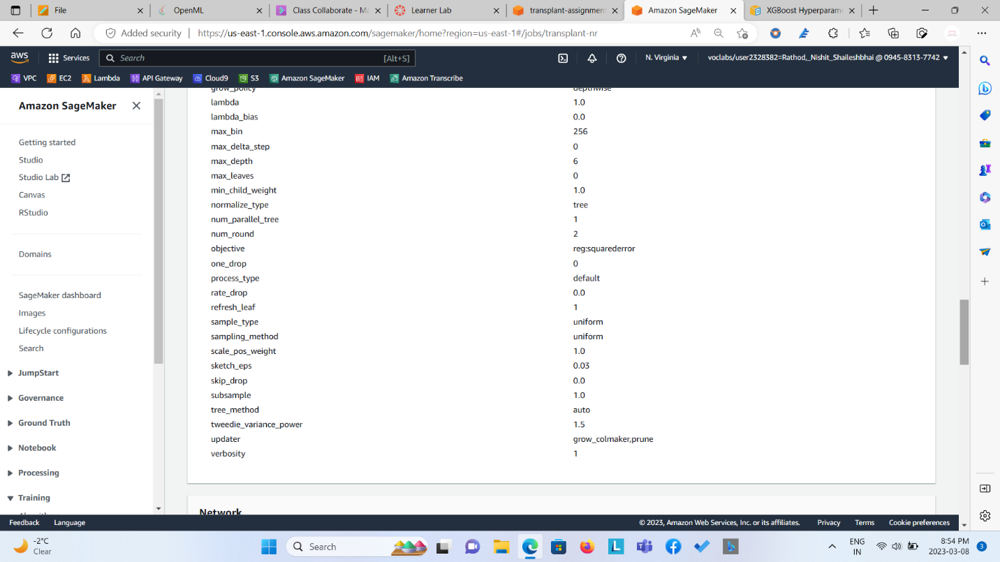 File
OpenML
Class Collaborate - Ma
Learner Lab
transplant-assignment
Amazon SageMaker
XGBoost Hyperparame
Added security
https://us-east-1.console.aws.amazon.com/sagemaker/home?region=us-east-1#/jobs/transplant-nr
aws
Services
Search
[Alt+S]
N. Virginia
voclabs/user2328382=Rathod,_Nishit_Shaileshbhai @ 0945-8313-7742
VPC
EC2
Lambda
API Gateway
Cloud9
S3
Amazon SageMaker
IAM
Amazon Transcribe
Amazon SageMaker
Getting started
Studio
Studio Lab
Canvas
RStudio
Domains
SageMaker dashboard
Images
Lifecycle configurations
Search
JumpStart
Governance
Ground Truth
Notebook
Processing
Training
Algorithms
grow_policy depthwise
lambda 1.0
lambda_bias 0.0
max_bin 256
max_delta_step 0
max_depth 6
max_leaves 0
min_child_weight 1.0
normalize_type tree
num_parallel_tree 1
num_round 2
objective reg:squarederror
one_drop 0
process_type default
rate_drop 0.0
refresh_leaf 1
sample_type uniform
sampling_method uniform
scale_pos_weight 1.0
sketch_eps 0.03
skip_drop 0.0
subsample 1.0
tree_method auto
tweedie_variance_power 1.5
updater grow_colmaker,prune
verbosity 1
Network
Feedback
Language
© 2023, Amazon Web Services, Inc. or its affiliates.
Privacy
Terms
Cookie preferences
-2°C
Clear
Search
ENG
IN
8:54 PM
2023-03-08
3